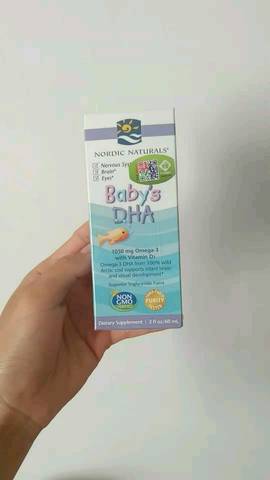 NORDIC NATURALS®
Nervous
Brain*
Eyes*
Baby's
DHA
1050 mg Omega-3
with Vitamin D3
Omega-3 DHA from 100% wild
Arctic cod supports infant brain
and visual development*
NON
GMO
PURITY
Dietary Supplement | 2 fl oz/60 mL